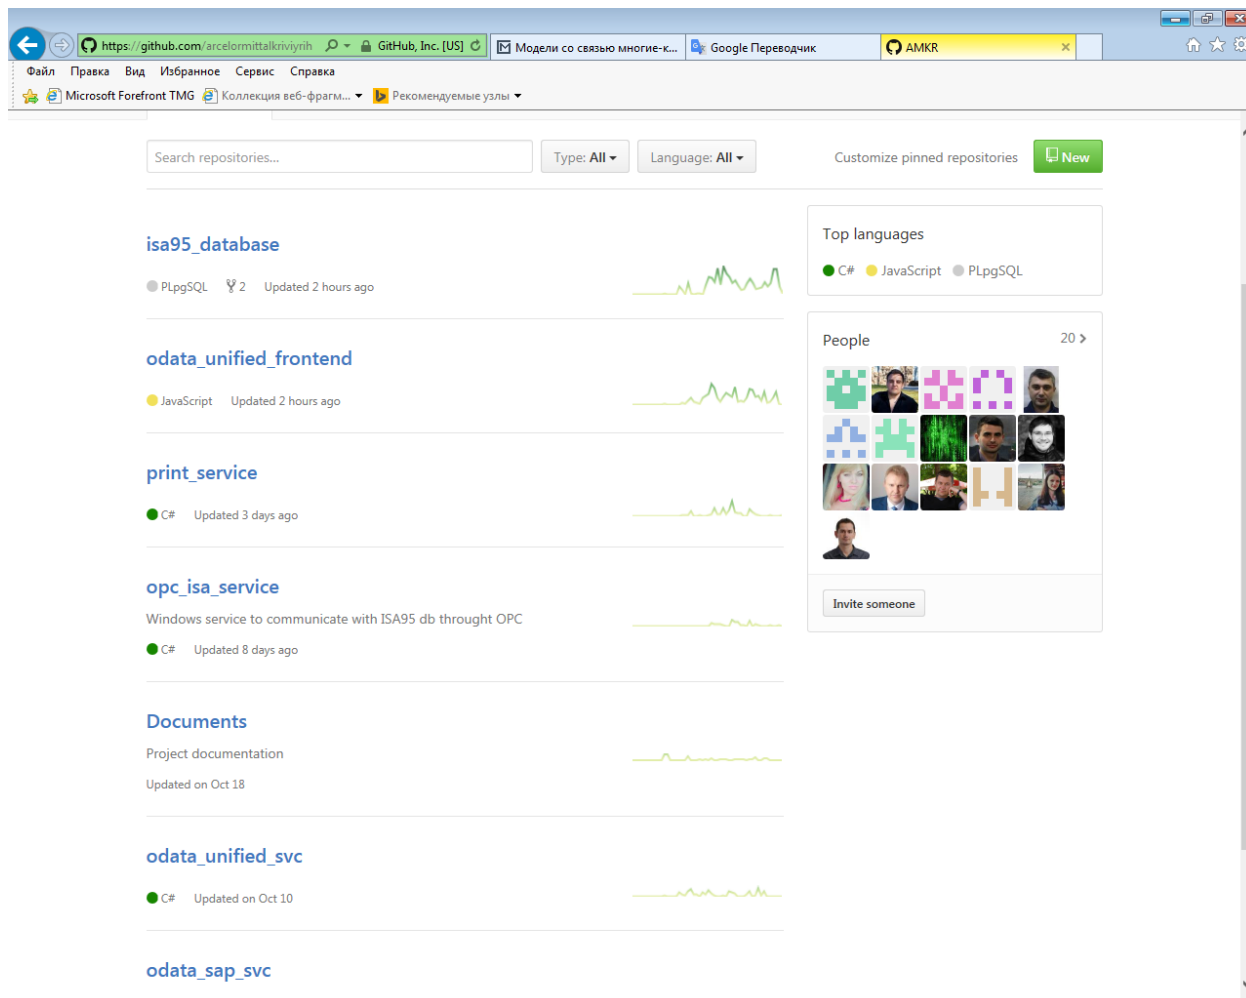 https://github.com/arcelormittalkriviyrih
GitHub, Inc. [US]
Модели со связью многие-к...
Google Переводчик
AMKR
Файл Правка Вид Избранное Сервис Справка
Microsoft Forefront TMG Коллекция веб-фрагм... Рекомендуемые узлы
Search repositories...
Type: All
Language: All
Customize pinned repositories
New
isa95_database
PLpgSQL 2 Updated 2 hours ago
odata_unified_frontend
JavaScript Updated 2 hours ago
print_service
C# Updated 3 days ago
opc_isa_service
Windows service to communicate with ISA95 db throught OPC
C# Updated 8 days ago
Documents
Project documentation
Updated on Oct 18
odata_unified_svc
C# Updated on Oct 10
odata_sap_svc
Top languages
C# JavaScript PLpgSQL
People 20
Invite someone